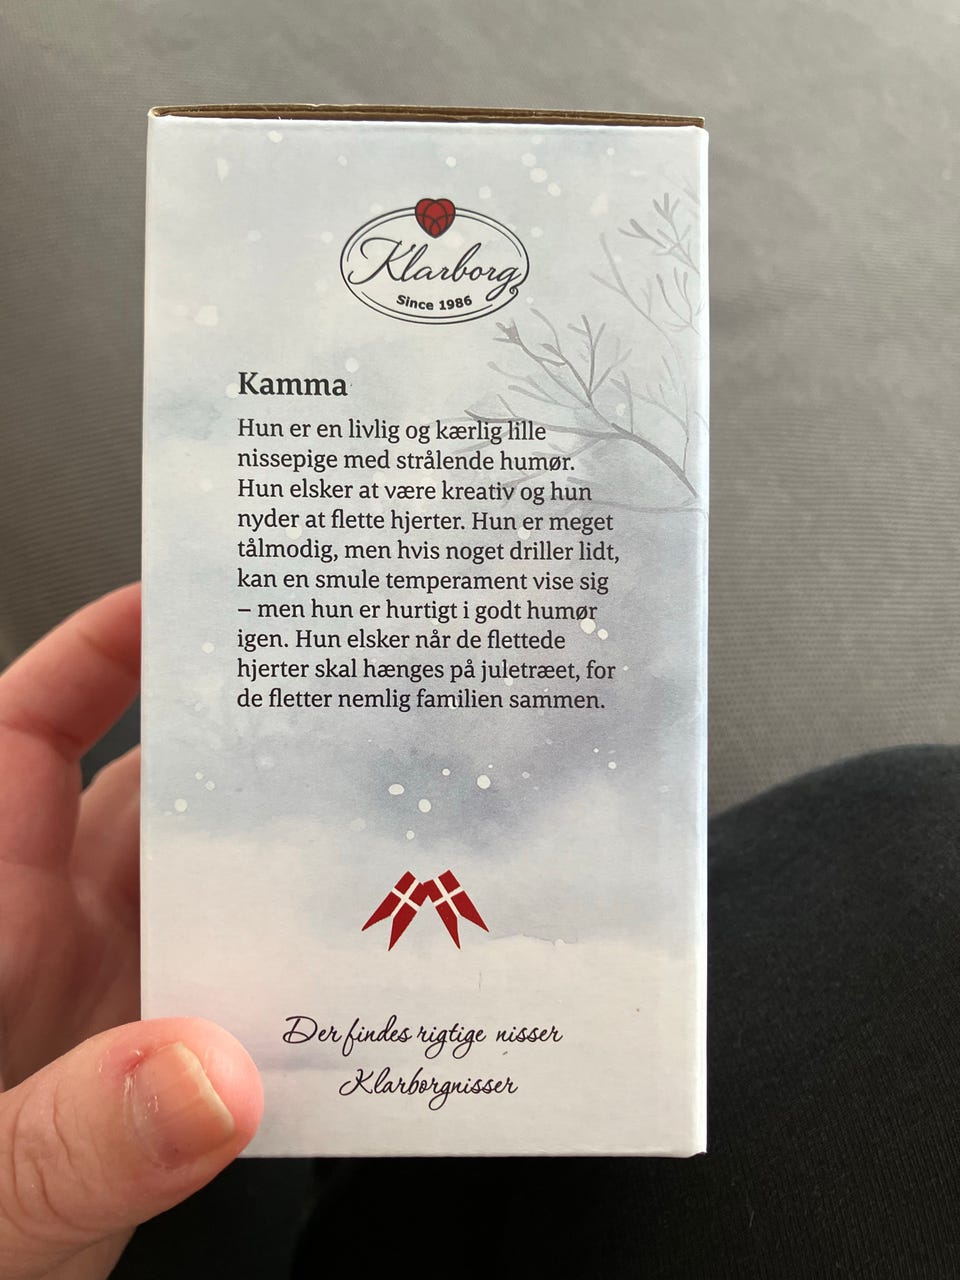 Klarborg
Since 1986
Kamma
Hun er en livlig og kærlig lille
nissepige med strålende humør.
Hun elsker at være kreativ og hun
nyder at flette hjerter. Hun er meget
tålmodig, men hvis noget driller lidt,
kan en smule temperament vise sig
– men hun er hurtigt i godt humør
igen. Hun elsker når de flettede
hjerter skal hænges på juletræet, for
de fletter nemlig familien sammen.
Der findes rigtige nisser
Klarborgnisser